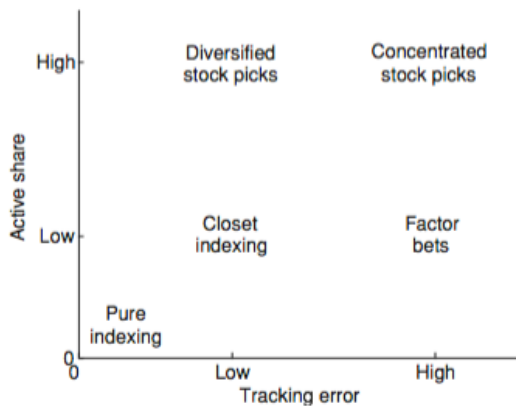 High
Diversified
stock picks
Concentrated
stock picks
Active share
Low
Closet
indexing
Factor
bets
Pure
indexing
0
0
Low
High
Tracking error